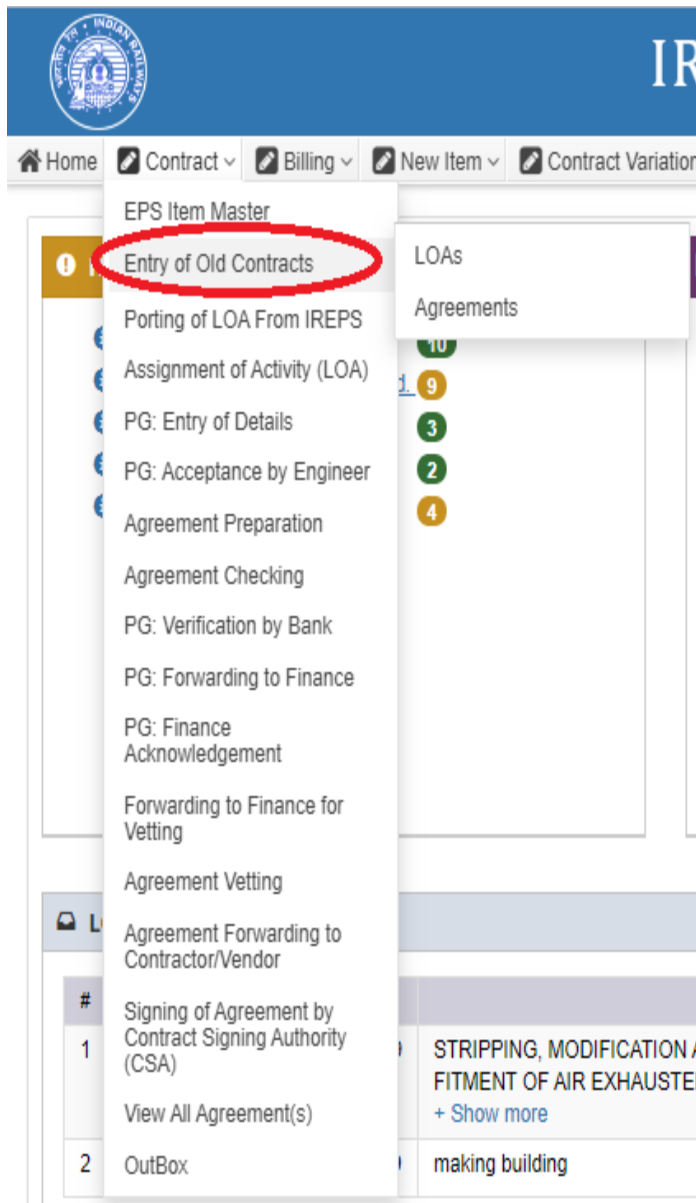 IR
Home Contract Billing New Item Contract Variation
EPS Item Master
Entry of Old Contracts
LOAs
Agreements
Porting of LOA From IREPS
10
Assignment of Activity (LOA)
d. 9
PG: Entry of Details
3
PG: Acceptance by Engineer
2
Agreement Preparation
4
Agreement Checking
PG: Verification by Bank
PG: Forwarding to Finance
PG: Finance
Acknowledgement
Forwarding to Finance for
Vetting
Agreement Vetting
Agreement Forwarding to
Contractor/Vendor
Signing of Agreement by
Contract Signing Authority
(CSA)
View All Agreement(s)
OutBox
#
1 STRIPPING, MODIFICATION
FITMENT OF AIR EXHAUSTE
+ Show more
2 making building